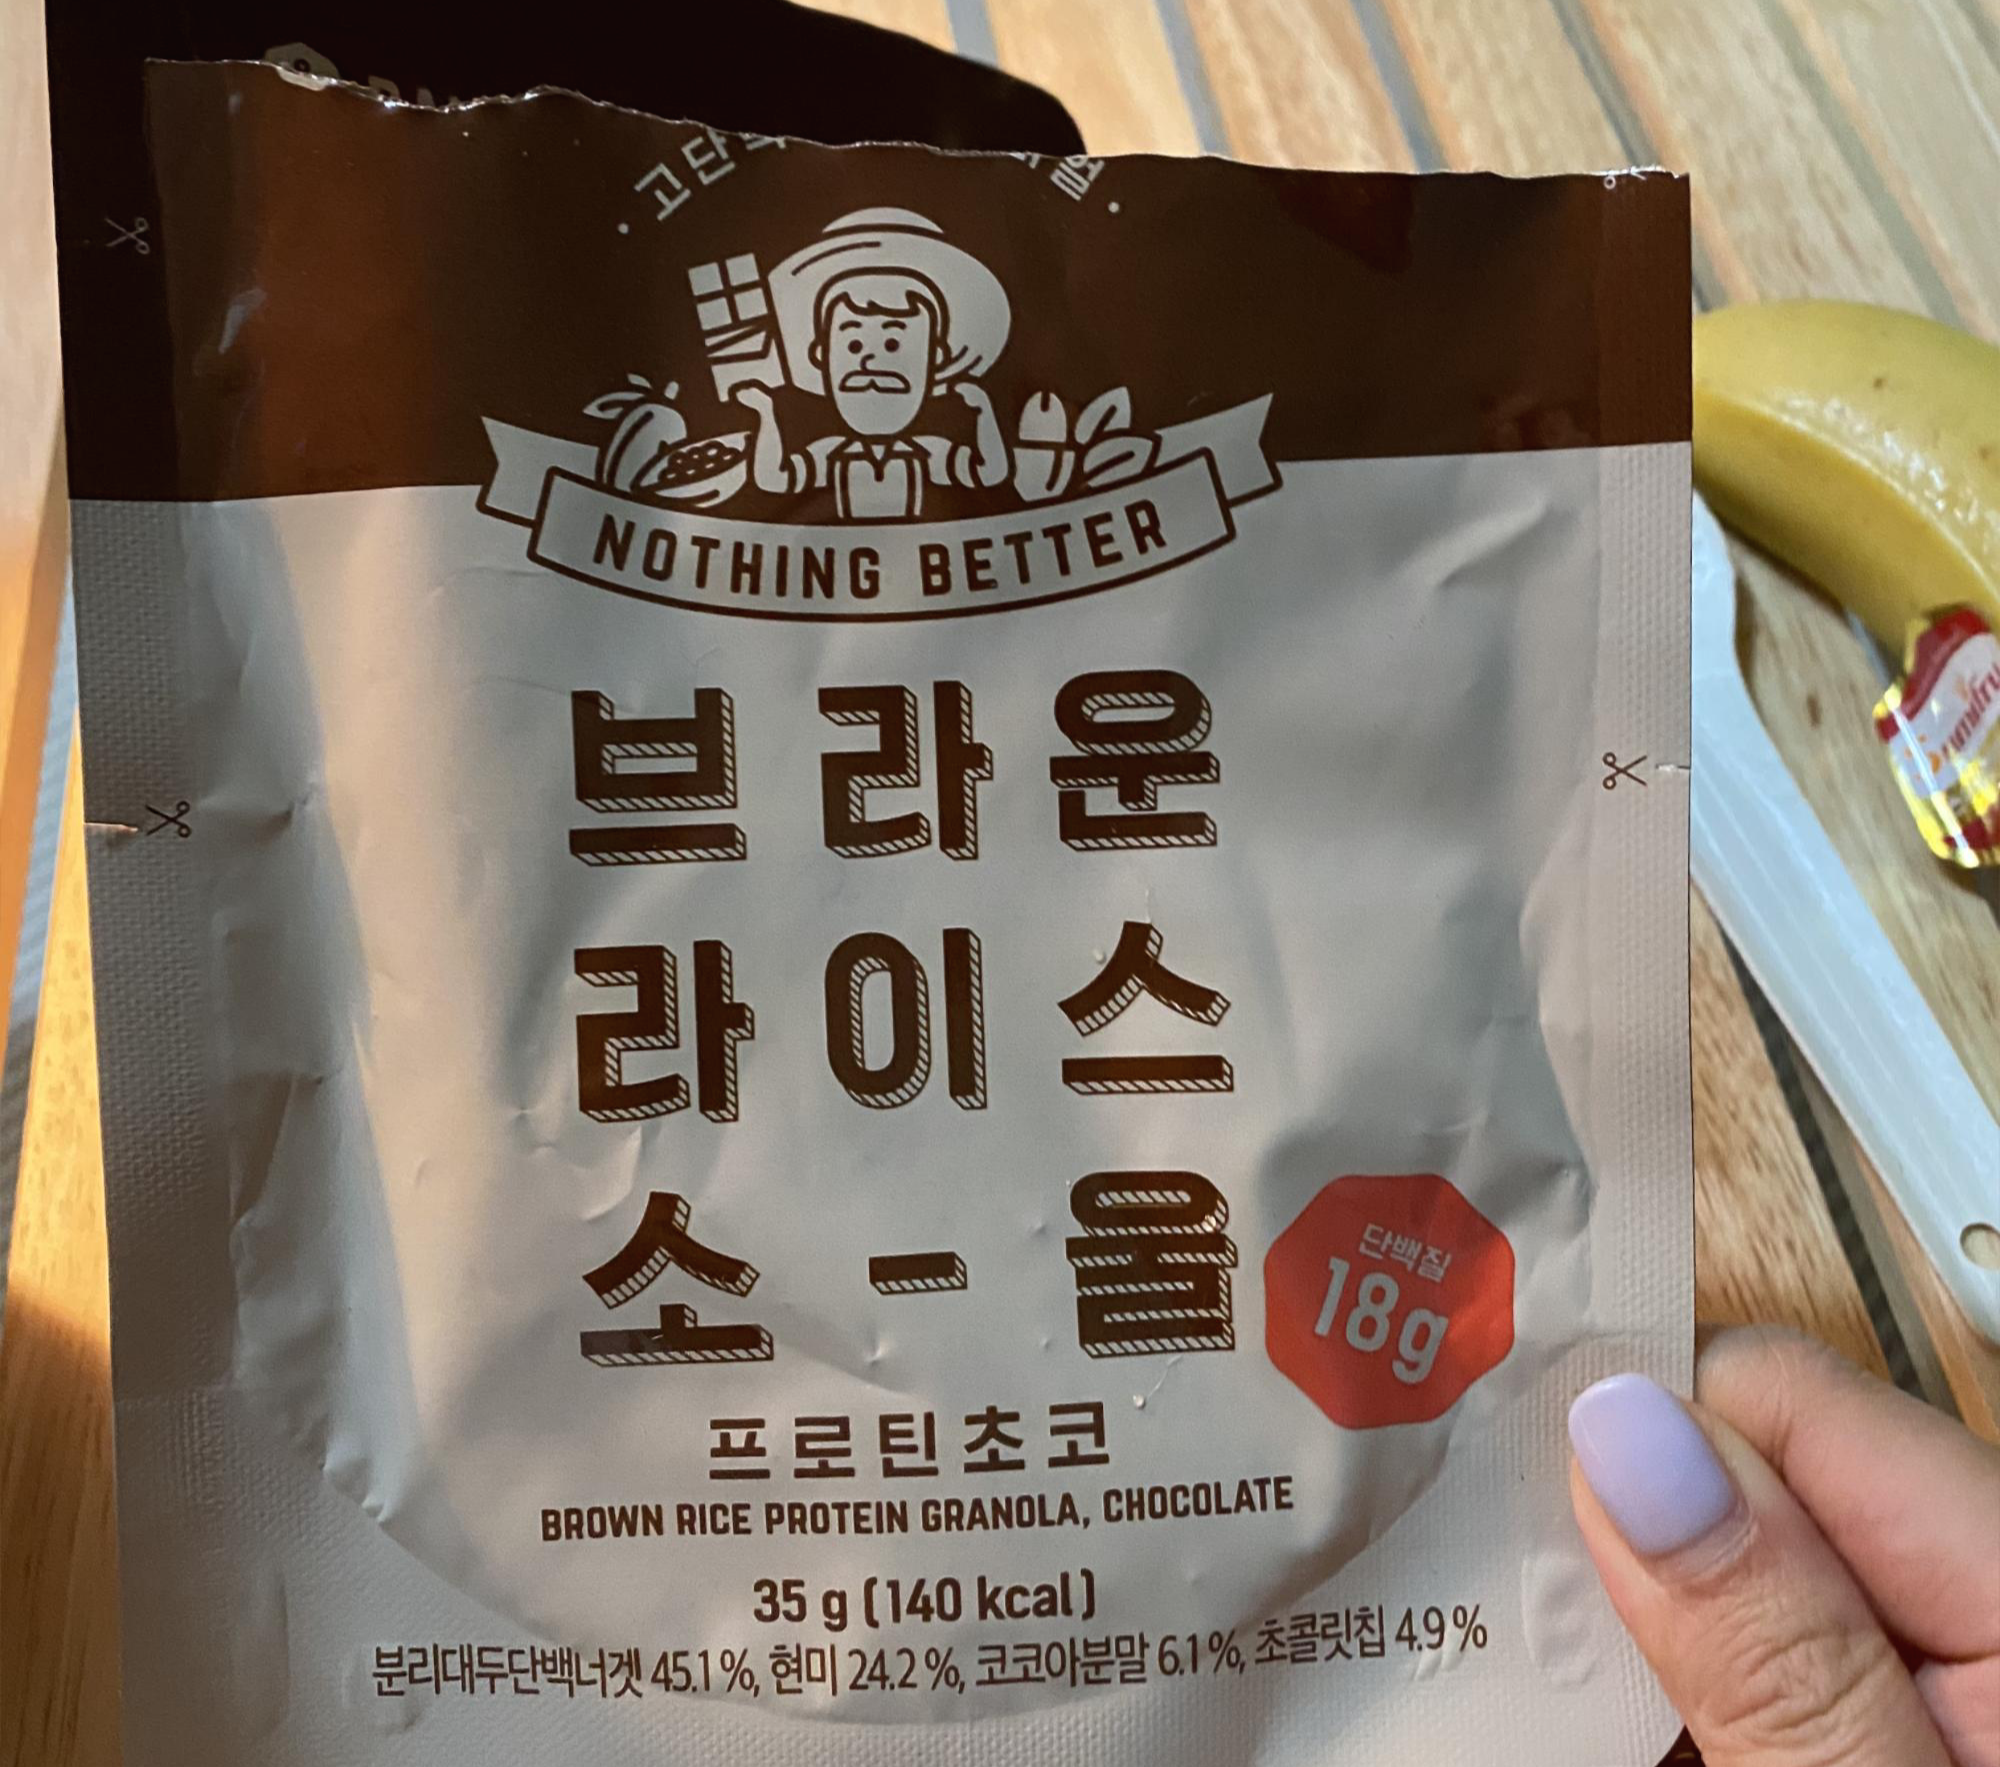 NOTHING BETTER
브라운
라이스
소-울
단백질
18g
프로틴초코
BROWN RICE PROTEIN GRANOLA, CHOCOLATE
35 g (140 kcal)
분리대두단백너겟 45.1%, 현미 24.2%, 코코아분말 6.1%, 초콜릿칩 4.9%